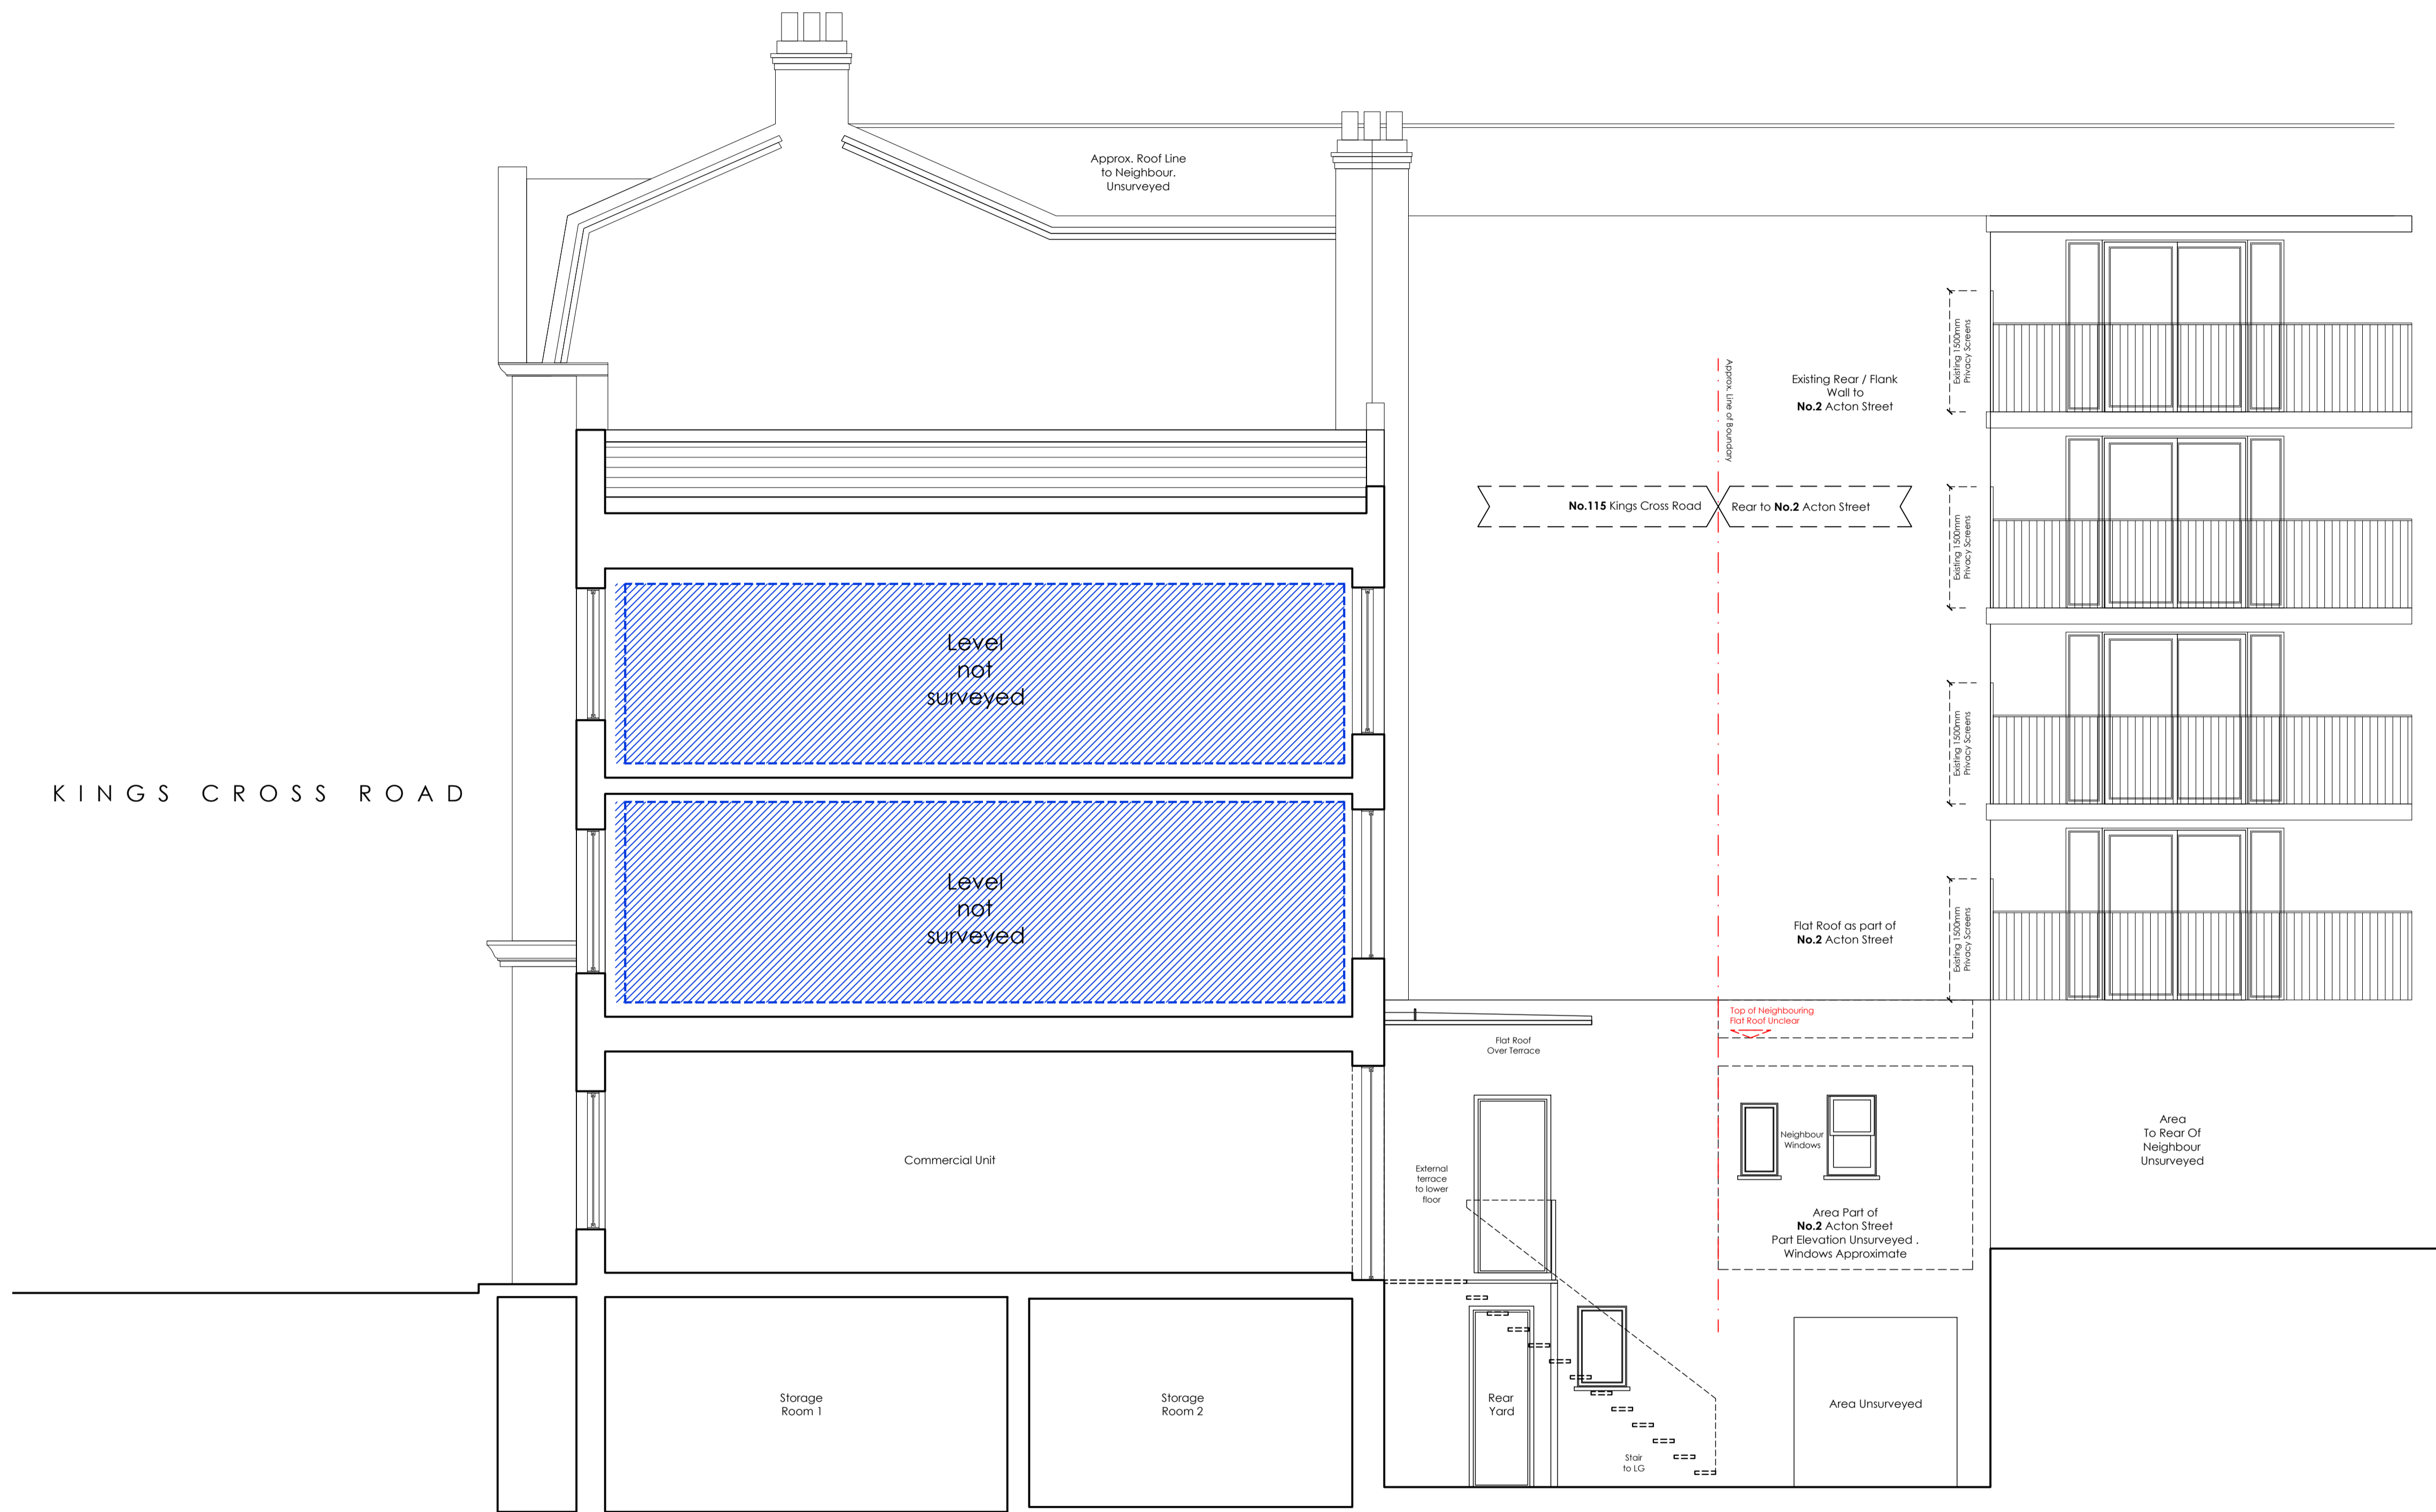 Approx. Roof Line
to Neighbour.
Unsurveyed
Approx. Line of Boundary
Existing Rear / Flank
Wall to
No.2 Acton Street
Existing 1500mm
Privacy Screens
No.115 Kings Cross Road
Rear to No.2 Acton Street
Existing 1500mm
Privacy Screens
Level
not
surveyed
Existing 1500mm
Privacy Screens
KINGS CROSS ROAD
Level
not
surveyed
Flat Roof as part of
No.2 Acton Street
Existing 1500mm
Privacy Screens
Top of Neighbouring
Flat Roof Unclear
Flat Roof
Over Terrace
Commercial Unit
External
terrace
to lower
floor
Neighbour
Windows
Area Part of
No.2 Acton Street
Part Elevation Unsurveyed .
Windows Approximate
Area
To Rear Of
Neighbour
Unsurveyed
Storage
Room 1
Storage
Room 2
Rear
Yard
Stair
to LG
Area Unsurveyed